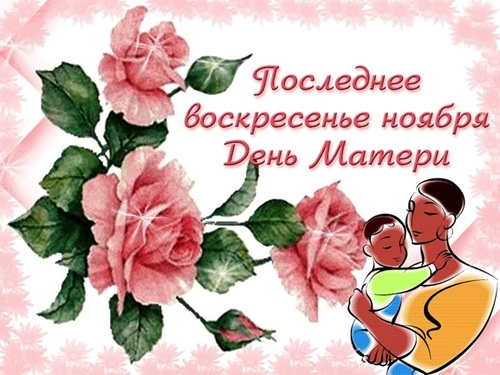 Последнее
воскресенье ноября
День Матери